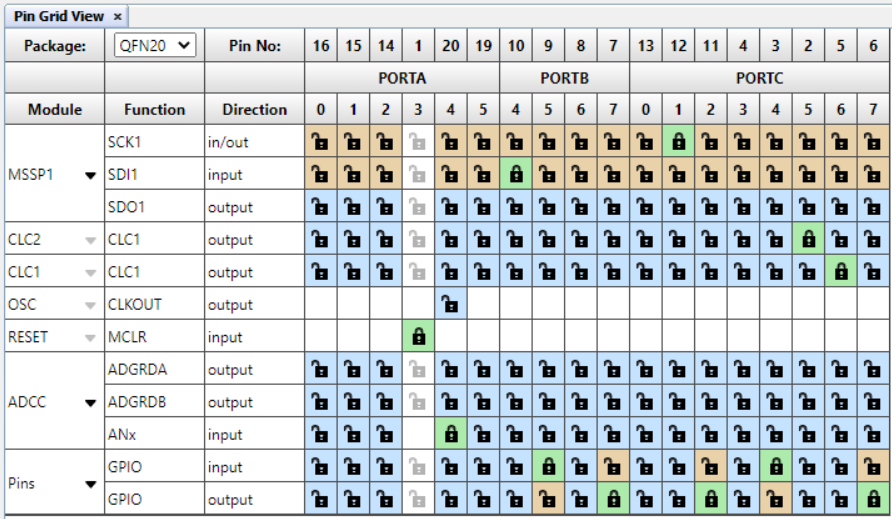 Pin Grid View ×
Package: QFN20 Pin No: 16 15 14 1 20 19 10 9 8 7 13 12 11 4 3 2 5 6
PORTA PORTB PORTC
Module Function Direction 0 1 2 3 4 5 4 5 6 7 0 1 2 3 4 5 6 7
SCK1 in/out
MSSP1 SDI1 input
SDO1 output
CLC2 CLC1 output
CLC1 CLC1 output
OSC CLKOUT output
RESET MCLR input
ADGRDA output
ADCC ADGRDB output
ANx input
Pins GPIO input
GPIO output